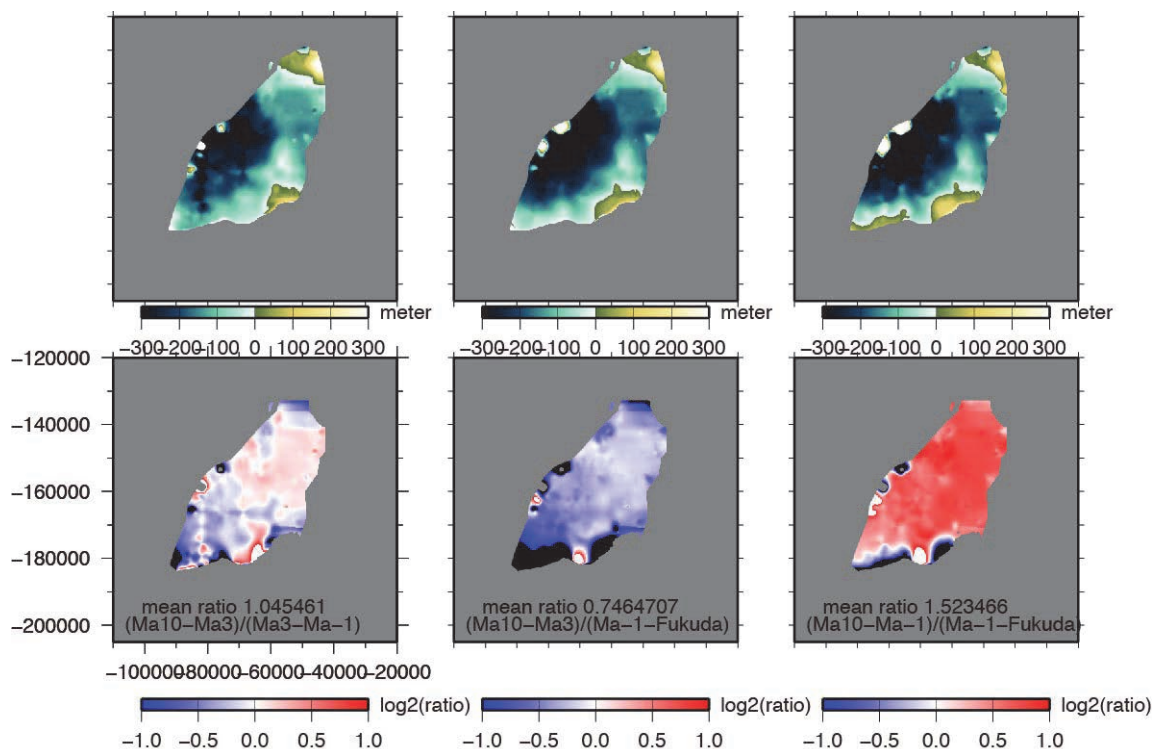 meter meter meter
−300−200−100 0 100 200 300 −300−200−100 0 100 200 300 −300−200−100 0 100 200 300
−120000
−140000
−160000
−180000
−200000
mean ratio 1.045461 mean ratio 0.7464707 mean ratio 1.523466
(Ma10−Ma3)/(Ma3−Ma−1) (Ma10−Ma3)/(Ma−1−Fukuda) (Ma10−Ma−1)/(Ma−1−Fukuda)
−100000−80000−60000−40000−20000
log2(ratio) log2(ratio) log2(ratio)
−1.0 −0.5 0.0 0.5 1.0 −1.0 −0.5 0.0 0.5 1.0 −1.0 −0.5 0.0 0.5 1.0